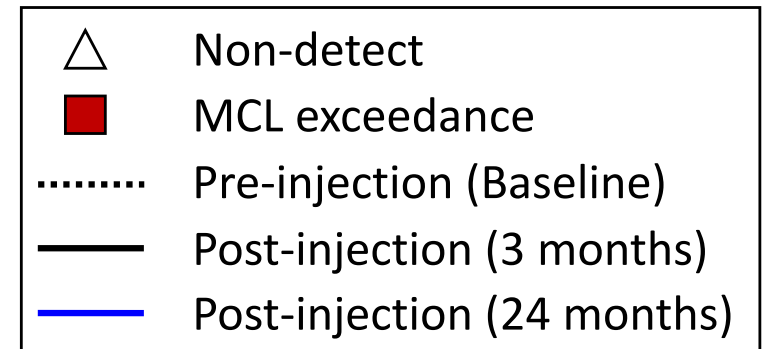 Non-detect
MCL exceedance
Pre-injection (Baseline)
Post-injection (3 months)
Post-injection (24 months)